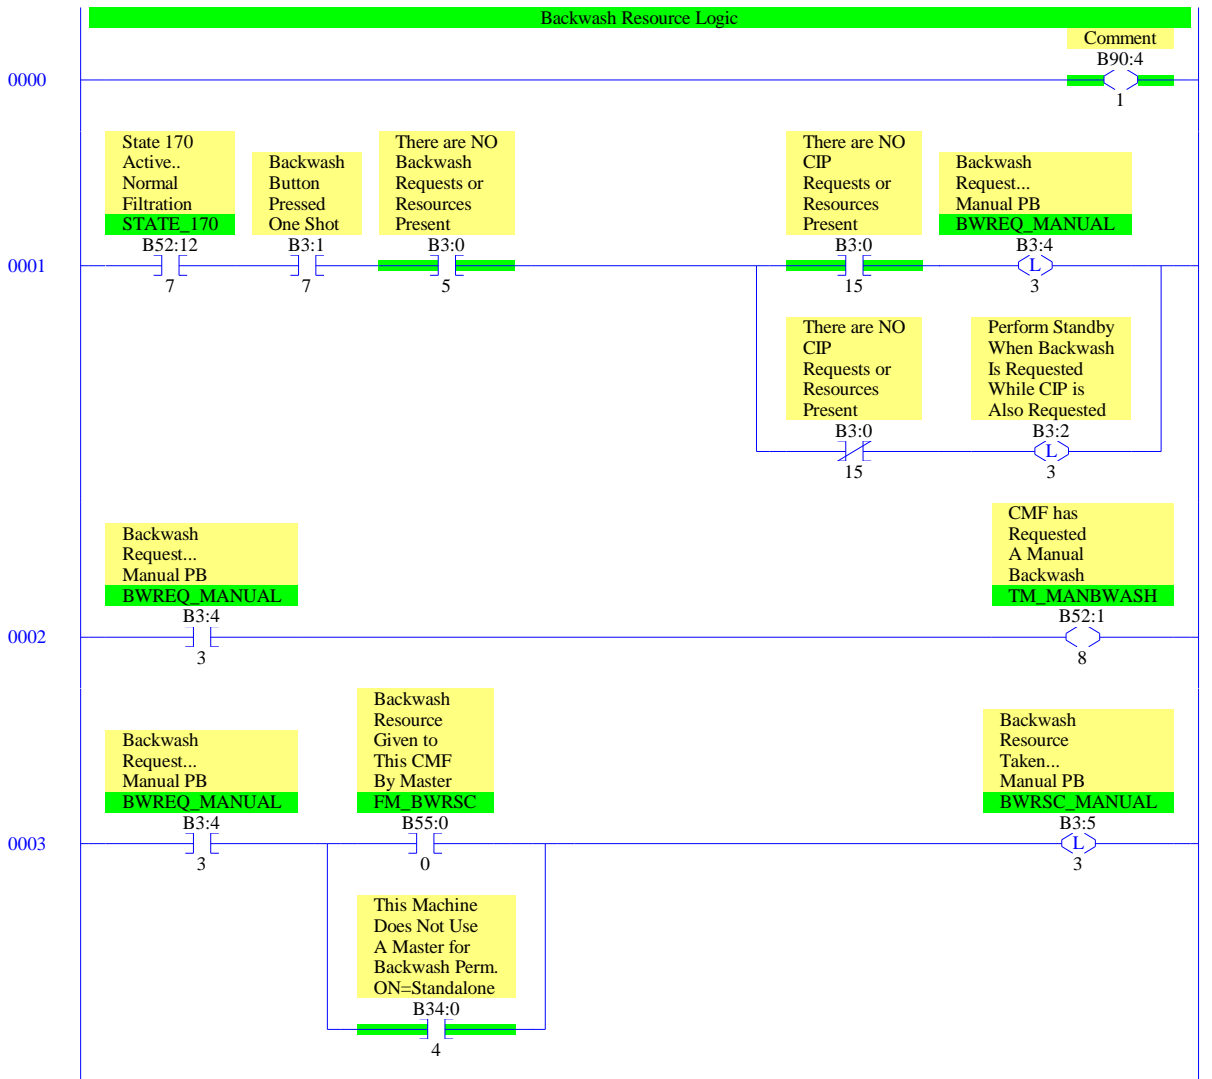 Backwash Resource Logic
Comment
B90:4
0000
1
State 170
Active..
Normal
Filtration
STATE_170
B52:12
7
Backwash
Button
Pressed
One Shot
B3:1
7
There are NO
Backwash
Requests or
Resources
Present
B3:0
5
There are NO
CIP
Requests or
Resources
Present
B3:0
15
Backwash
Request...
Manual PB
BWREQ_MANUAL
B3:4
L
3
0001
There are NO
CIP
Requests or
Resources
Present
B3:0
15
Perform Standby
When Backwash
Is Requested
While CIP is
Also Requested
B3:2
L
3
Backwash
Request...
Manual PB
BWREQ_MANUAL
B3:4
3
CMF has
Requested
A Manual
Backwash
TM_MANBWASH
B52:1
8
0002
Backwash
Request...
Manual PB
BWREQ_MANUAL
B3:4
3
Backwash
Resource
Given to
This CMF
By Master
FM_BWRSC
B55:0
0
Backwash
Resource
Taken...
Manual PB
BWRSC_MANUAL
B3:5
L
3
0003
This Machine
Does Not Use
A Master for
Backwash Perm.
ON=Standalone
B34:0
4